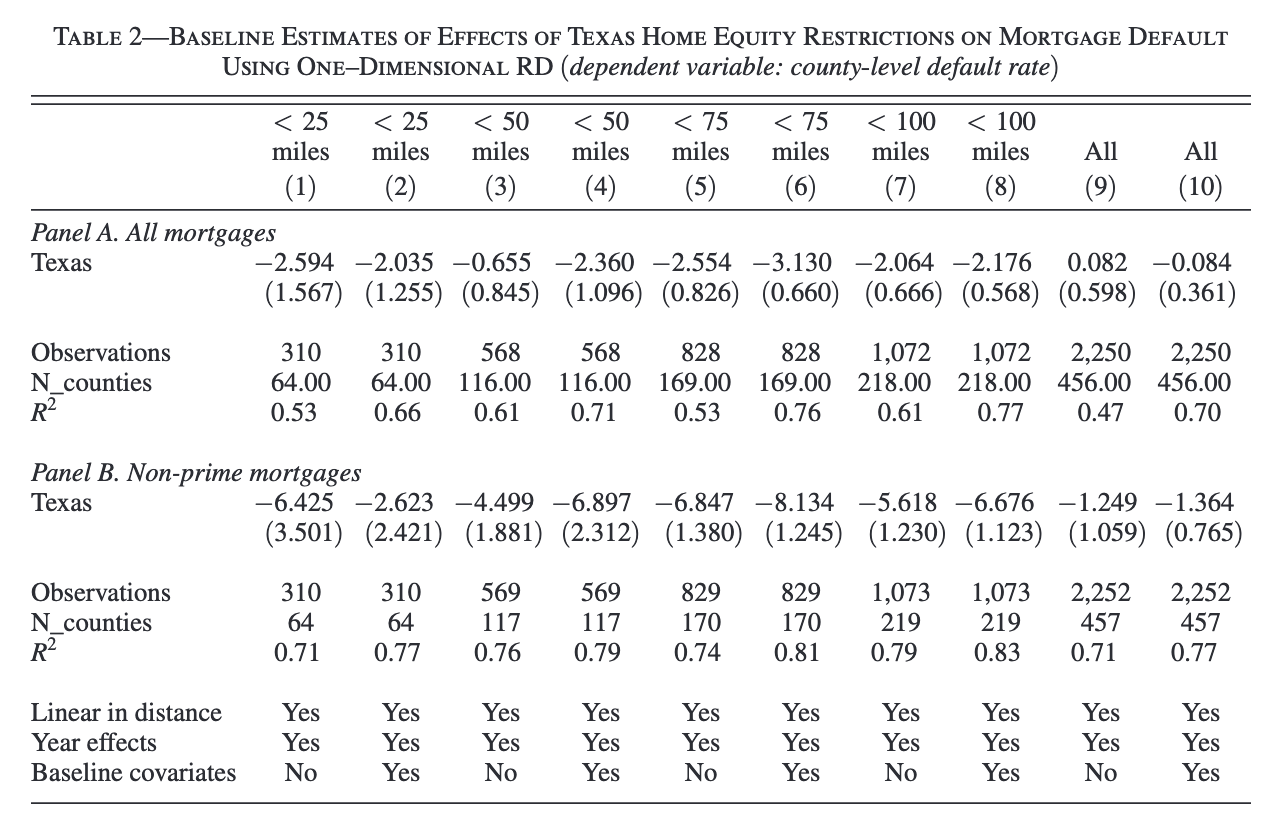 TABLE 2—BASELINE ESTIMATES OF EFFECTS OF TEXAS HOME EQUITY RESTRICTIONS ON MORTGAGE DEFAULT
USING ONE–DIMENSIONAL RD (dependent variable: county-level default rate)
< 25 < 25 < 50 < 50 < 75 < 75 < 100 < 100
miles miles miles miles miles miles miles miles All All
(1) (2) (3) (4) (5) (6) (7) (8) (9) (10)
Panel A. All mortgages
Texas −2.594 −2.035 −0.655 −2.360 −2.554 −3.130 −2.064 −2.176 0.082 −0.084
(1.567) (1.255) (0.845) (1.096) (0.826) (0.660) (0.666) (0.568) (0.598) (0.361)
Observations 310 310 568 568 828 828 1,072 1,072 2,250 2,250
N_counties 64.00 64.00 116.00 116.00 169.00 169.00 218.00 218.00 456.00 456.00
R² 0.53 0.66 0.61 0.71 0.53 0.76 0.61 0.77 0.47 0.70
Panel B. Non-prime mortgages
Texas −6.425 −2.623 −4.499 −6.897 −6.847 −8.134 −5.618 −6.676 −1.249 −1.364
(3.501) (2.421) (1.881) (2.312) (1.380) (1.245) (1.230) (1.123) (1.059) (0.765)
Observations 310 310 569 569 829 829 1,073 1,073 2,252 2,252
N_counties 64 64 117 117 170 170 219 219 457 457
R² 0.71 0.77 0.76 0.79 0.74 0.81 0.79 0.83 0.71 0.77
Linear in distance Yes Yes Yes Yes Yes Yes Yes Yes Yes Yes
Year effects Yes Yes Yes Yes Yes Yes Yes Yes Yes Yes
Baseline covariates No Yes No Yes No Yes No Yes No Yes